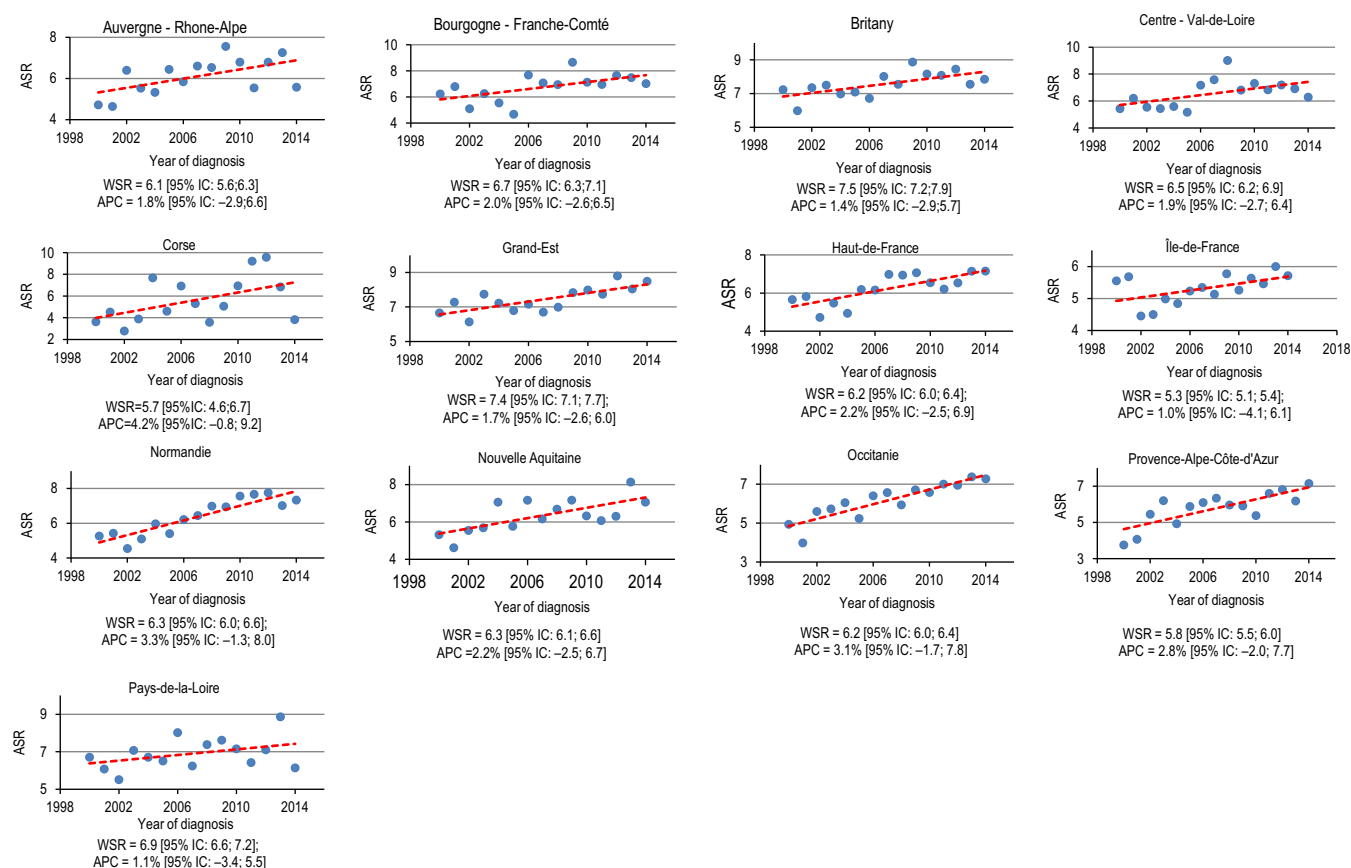 Auvergne - Rhone-Alpe
ASR
8
6
4
1998 2002 2006 2010 2014
Year of diagnosis
WSR = 6.1 [95% IC: 5.6;6.3]
APC = 1.8% [95% IC: –2.9;6.6]
Bourgogne - Franche-Comté
ASR
10
8
6
4
1998 2002 2006 2010 2014
Year of diagnosis
WSR = 6.7 [95% IC: 6.3;7.1]
APC = 2.0% [95% IC: –2.6;6.5]
Britany
ASR
9
7
5
1998 2002 2006 2010 2014
Year of diagnosis
WSR = 7.5 [95% IC: 7.2;7.9]
APC = 1.4% [95% IC: –2.9;5.7]
Centre - Val-de-Loire
ASR
10
8
6
4
1998 2002 2006 2010 2014
Year of diagnosis
WSR = 6.5 [95% IC: 6.2; 6.9]
APC = 1.9% [95% IC: –2.7; 6.4]
Corse
ASR
10
8
6
4
2
1998 2002 2006 2010 2014
Year of diagnosis
WSR=5.7 [95%IC: 4.6;6.7]
APC=4.2% [95%IC: –0.8; 9.2]
Grand-Est
ASR
9
7
5
1998 2002 2006 2010 2014
Year of diagnosis
WSR = 7.4 [95% IC: 7.1; 7.7];
APC = 1.7% [95% IC: –2.6; 6.0]
Haut-de-France
ASR
8
6
4
1998 2002 2006 2010 2014
Year of diagnosis
WSR = 6.2 [95% IC: 6.0; 6.4];
APC = 2.2% [95% IC: –2.5; 6.9]
Île-de-France
ASR
6
5
4
1998 2002 2006 2010 2014 2018
Year of diagnosis
WSR = 5.3 [95% IC: 5.1; 5.4];
APC = 1.0% [95% IC: –4.1; 6.1]
Normandie
ASR
8
6
4
1998 2002 2006 2010 2014
Year of diagnosis
WSR = 6.3 [95% IC: 6.0; 6.6];
APC = 3.3% [95% IC: –1.3; 8.0]
Nouvelle Aquitaine
ASR
8
6
4
1998 2002 2006 2010 2014
Year of diagnosis
WSR = 6.3 [95% IC: 6.1; 6.6]
APC =2.2% [95% IC: –2.5; 6.7]
Occitanie
ASR
7
5
3
1998 2002 2006 2010 2014
Year of diagnosis
WSR = 6.2 [95% IC: 6.0; 6.4]
APC = 3.1% [95% IC: –1.7; 7.8]
Provence-Alpe-Côte-d'Azur
ASR
7
5
3
1998 2002 2006 2010 2014
Year of diagnosis
WSR = 5.8 [95% IC: 5.5; 6.0]
APC = 2.8% [95% IC: –2.0; 7.7]
Pays-de-la-Loire
ASR
9
7
5
1998 2002 2006 2010 2014
Year of diagnosis
WSR = 6.9 [95% IC: 6.6; 7.2];
APC = 1.1% [95% IC: –3.4; 5.5]